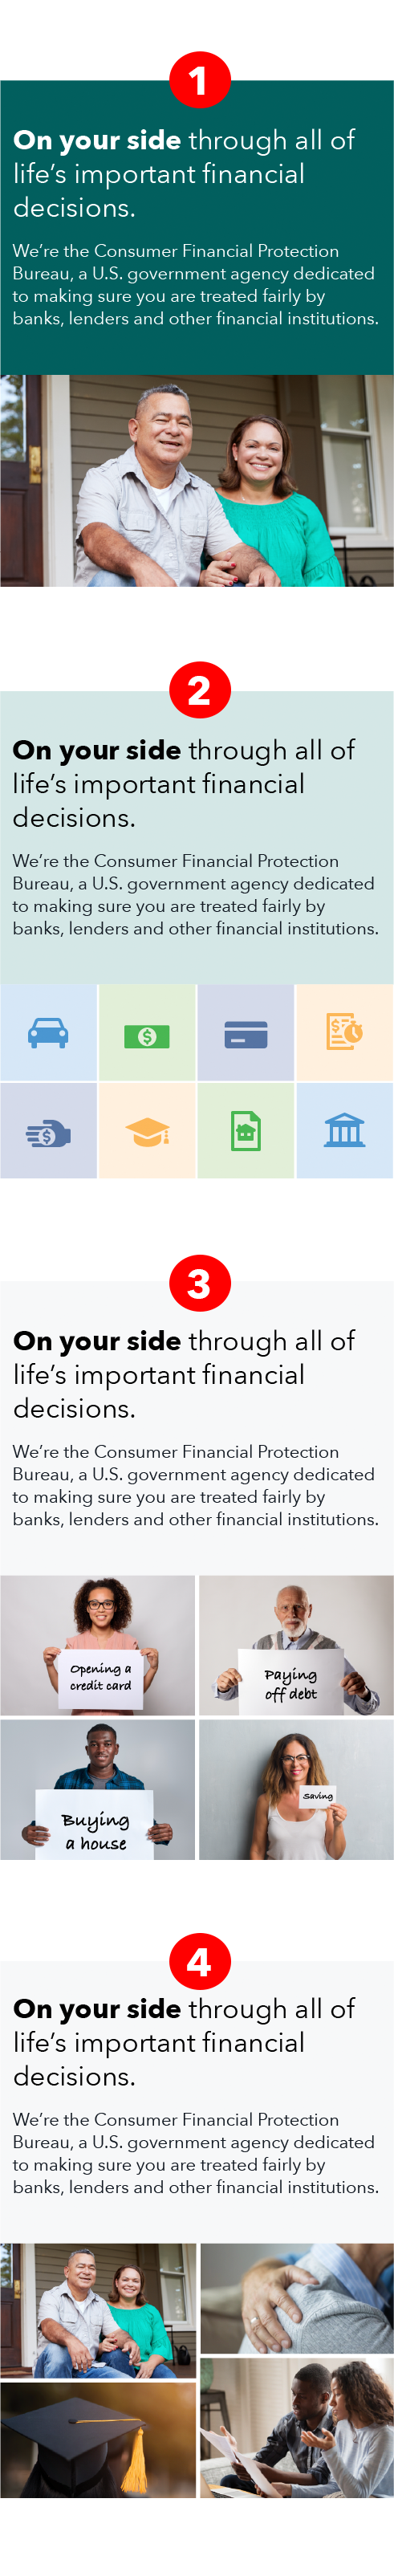 1
On your side through all of
life’s important financial
decisions.
We’re the Consumer Financial Protection
Bureau, a U.S. government agency dedicated
to making sure you are treated fairly by
banks, lenders and other financial institutions.
2
On your side through all of
life’s important financial
decisions.
We’re the Consumer Financial Protection
Bureau, a U.S. government agency dedicated
to making sure you are treated fairly by
banks, lenders and other financial institutions.
$
$
$
3
On your side through all of
life’s important financial
decisions.
We’re the Consumer Financial Protection
Bureau, a U.S. government agency dedicated
to making sure you are treated fairly by
banks, lenders and other financial institutions.
Opening a
credit card
Paying
off debt
Buying
a house
Saving
4
On your side through all of
life’s important financial
decisions.
We’re the Consumer Financial Protection
Bureau, a U.S. government agency dedicated
to making sure you are treated fairly by
banks, lenders and other financial institutions.